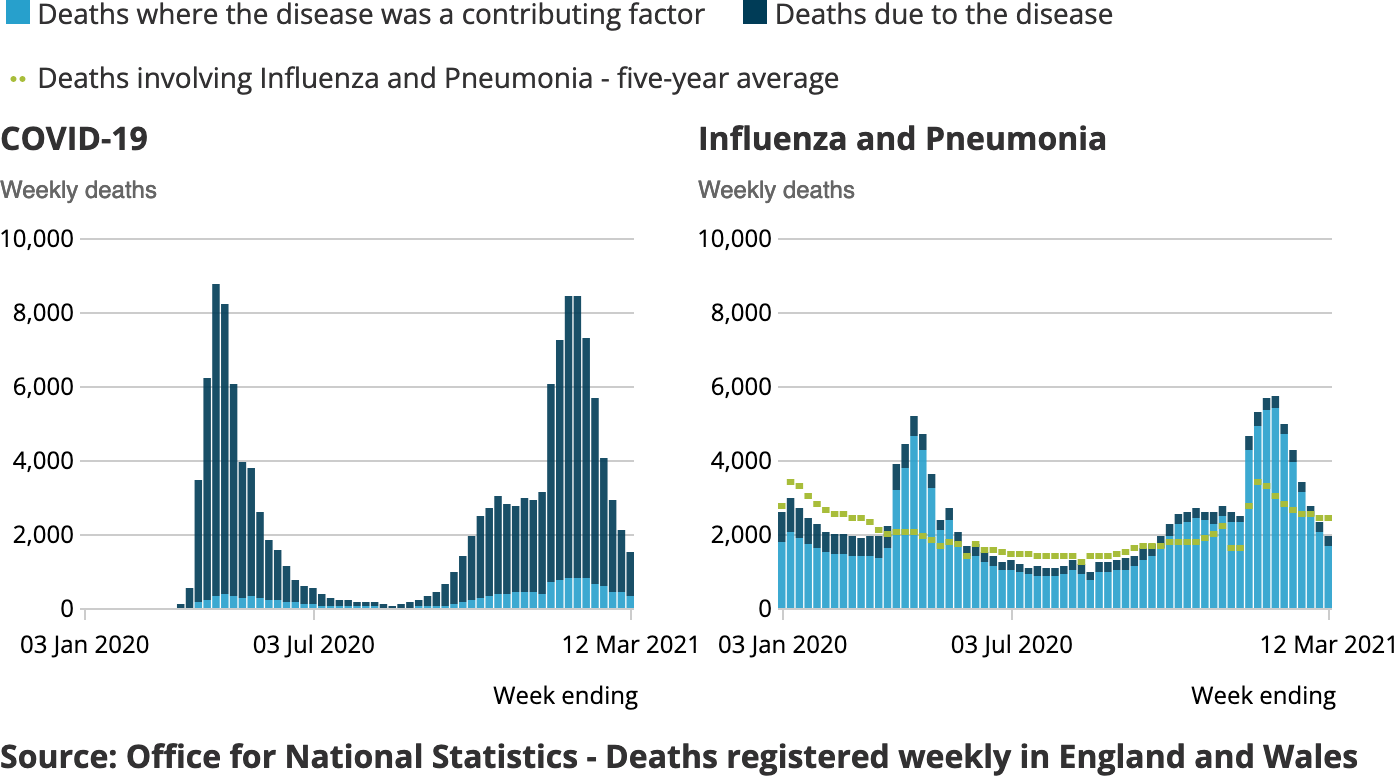 Deaths where the disease was a contributing factor Deaths due to the disease
Deaths involving Influenza and Pneumonia - five-year average
COVID-19
Weekly deaths
10,000
8,000
6,000
4,000
2,000
0
03 Jan 2020 03 Jul 2020 12 Mar 2021
Week ending
Influenza and Pneumonia
Weekly deaths
10,000
8,000
6,000
4,000
2,000
0
03 Jan 2020 03 Jul 2020 12 Mar 2021
Week ending
Source: Office for National Statistics - Deaths registered weekly in England and Wales